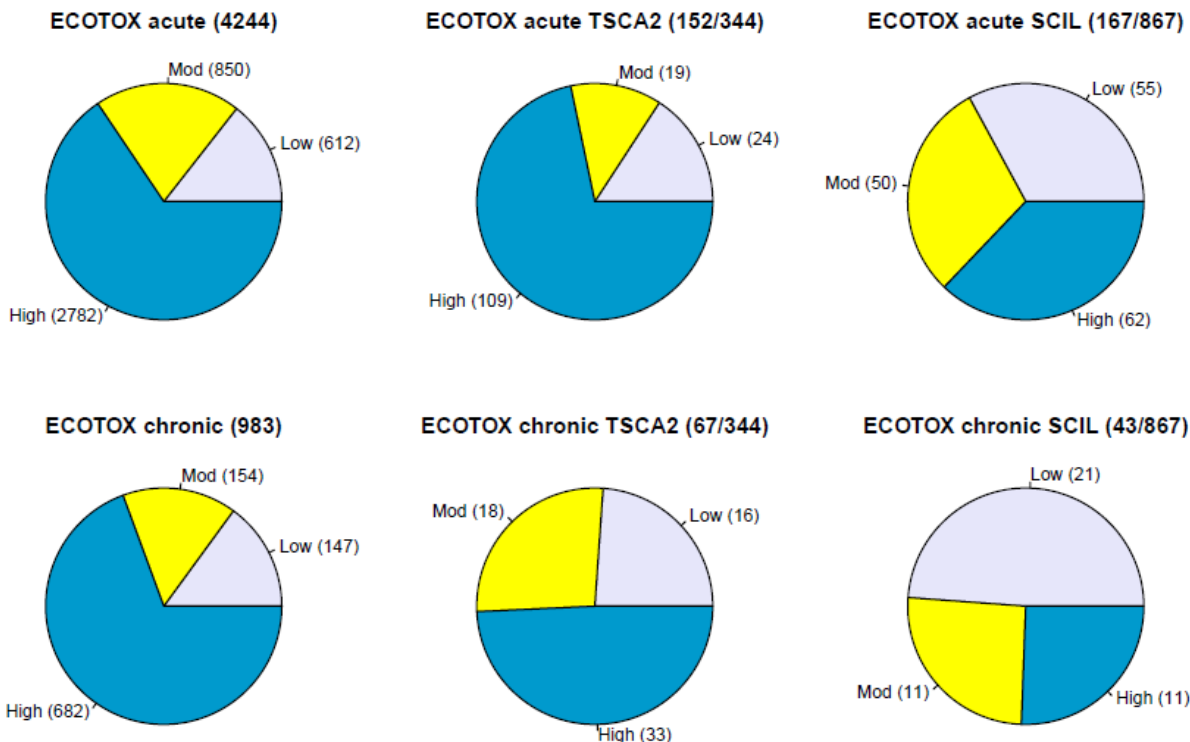 ECOTOX acute (4244)
Mod (850)
Low (612)
High (2782)
ECOTOX acute TSCA2 (152/344)
Mod (19)
Low (24)
High (109)
ECOTOX acute SCIL (167/867)
Low (55)
Mod (50)
High (62)
ECOTOX chronic (983)
Mod (154)
Low (147)
High (682)
ECOTOX chronic TSCA2 (67/344)
Mod (18)
Low (16)
High (33)
ECOTOX chronic SCIL (43/867)
Low (21)
Mod (11)
High (11)